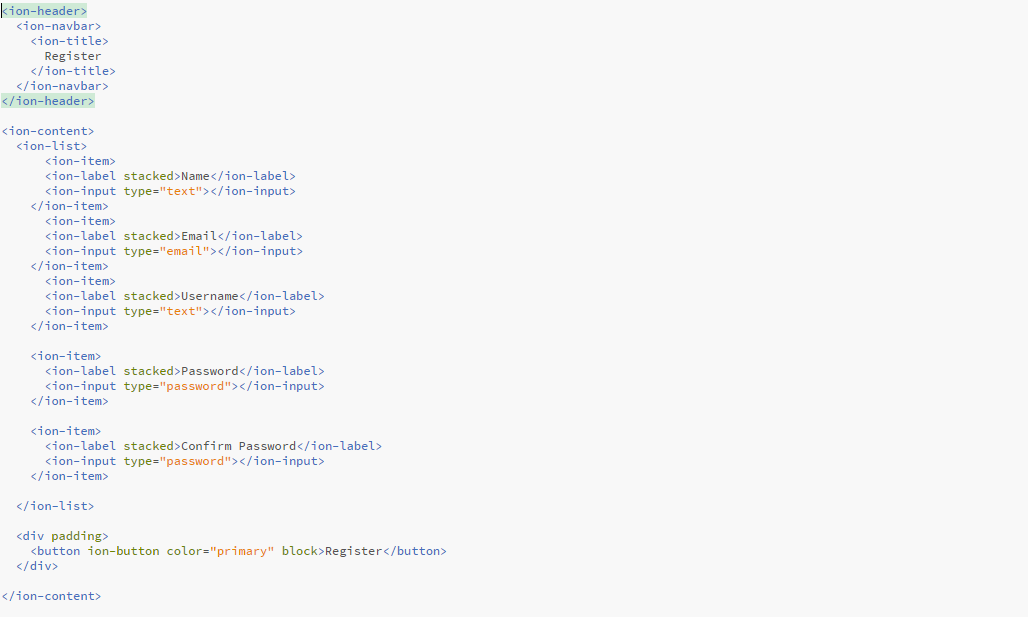 <ion-header>
  <ion-navbar>
    <ion-title>
      Register
    </ion-title>
  </ion-navbar>
</ion-header>

<ion-content>
  <ion-list>
      <ion-item>
      <ion-label stacked>Name</ion-label>
      <ion-input type="text"></ion-input>
    </ion-item>
      <ion-item>
      <ion-label stacked>Email</ion-label>
      <ion-input type="email"></ion-input>
    </ion-item>
      <ion-item>
      <ion-label stacked>Username</ion-label>
      <ion-input type="text"></ion-input>
    </ion-item>

    <ion-item>
      <ion-label stacked>Password</ion-label>
      <ion-input type="password"></ion-input>
    </ion-item>

    <ion-item>
      <ion-label stacked>Confirm Password</ion-label>
      <ion-input type="password"></ion-input>
    </ion-item>

  </ion-list>

  <div padding>
    <button ion-button color="primary" block>Register</button>
  </div>

</ion-content>